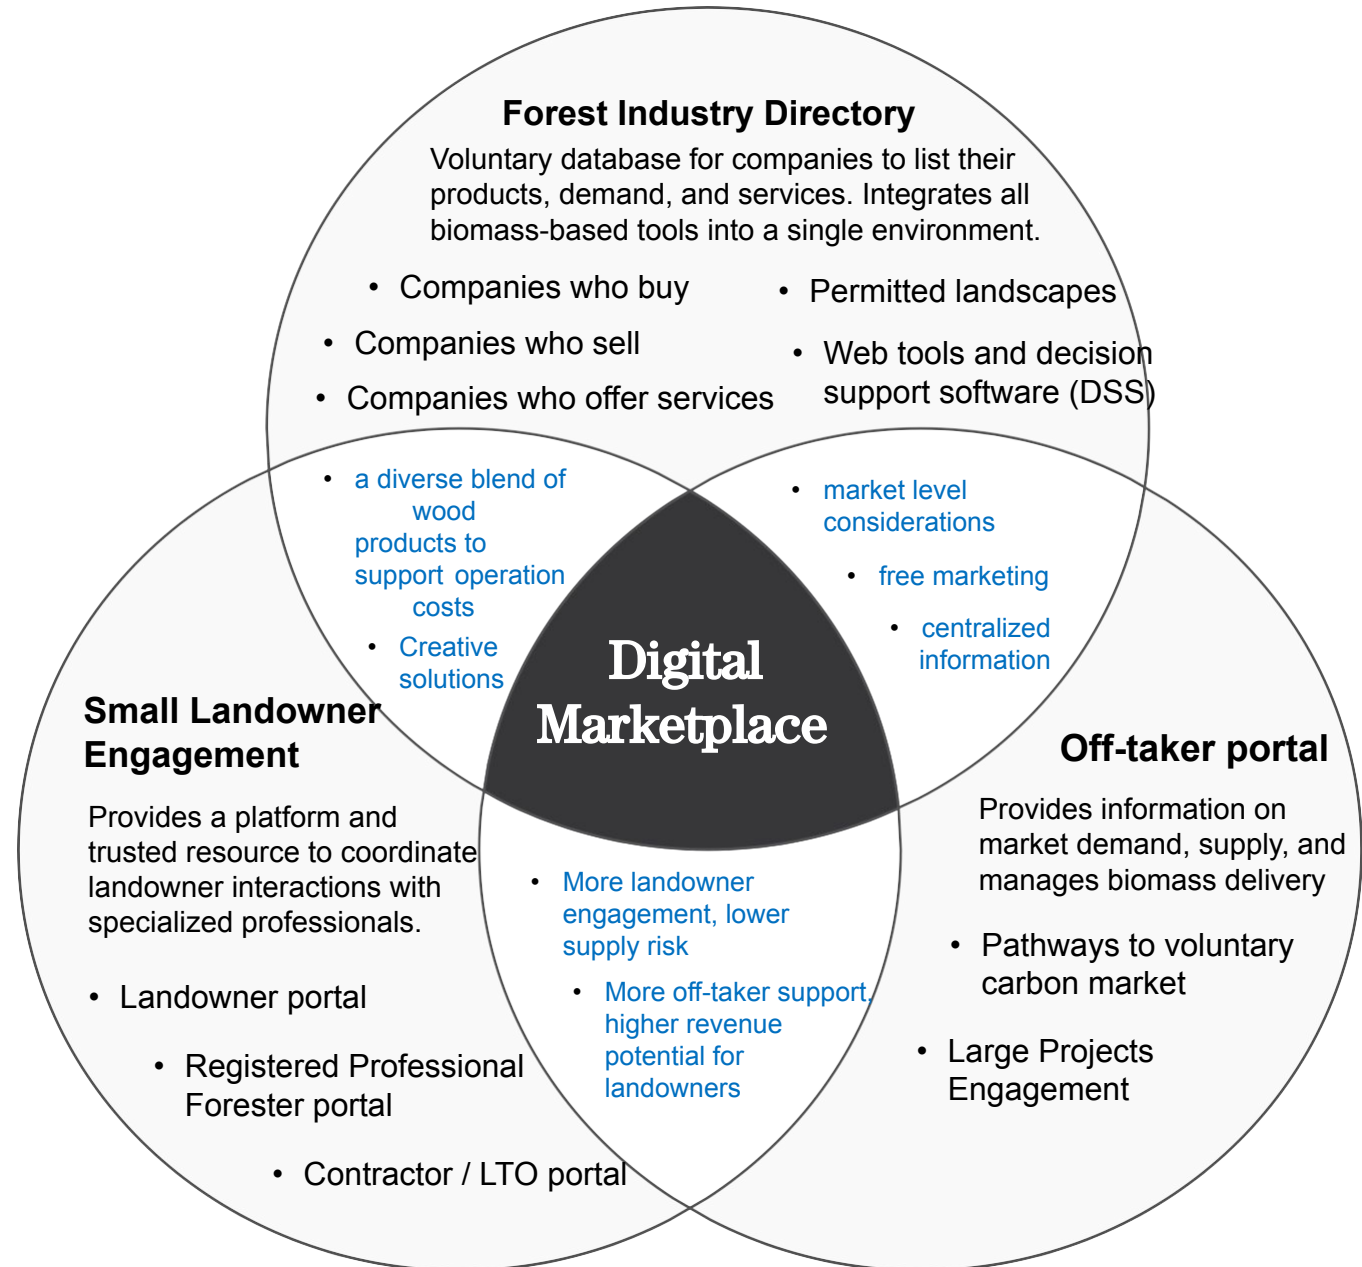 Forest Industry Directory
Voluntary database for companies to list their
products, demand, and services. Integrates all
biomass-based tools into a single environment.
• Companies who buy
• Companies who sell
• Companies who offer services
• Permitted landscapes
• Web tools and decision
support software (DSS)
• a diverse blend of
wood
products to
support operation
costs
• Creative
solutions
• market level
considerations
• free marketing
• centralized
information
Digital
Marketplace
Small Landowner
Engagement
Provides a platform and
trusted resource to coordinate
landowner interactions with
specialized professionals.
• Landowner portal
• Registered Professional
Forester portal
• Contractor / LTO portal
• More landowner
engagement, lower
supply risk
• More off-taker support,
higher revenue
potential for
landowners
Off-taker portal
Provides information on
market demand, supply, and
manages biomass delivery
• Pathways to voluntary
carbon market
• Large Projects
Engagement